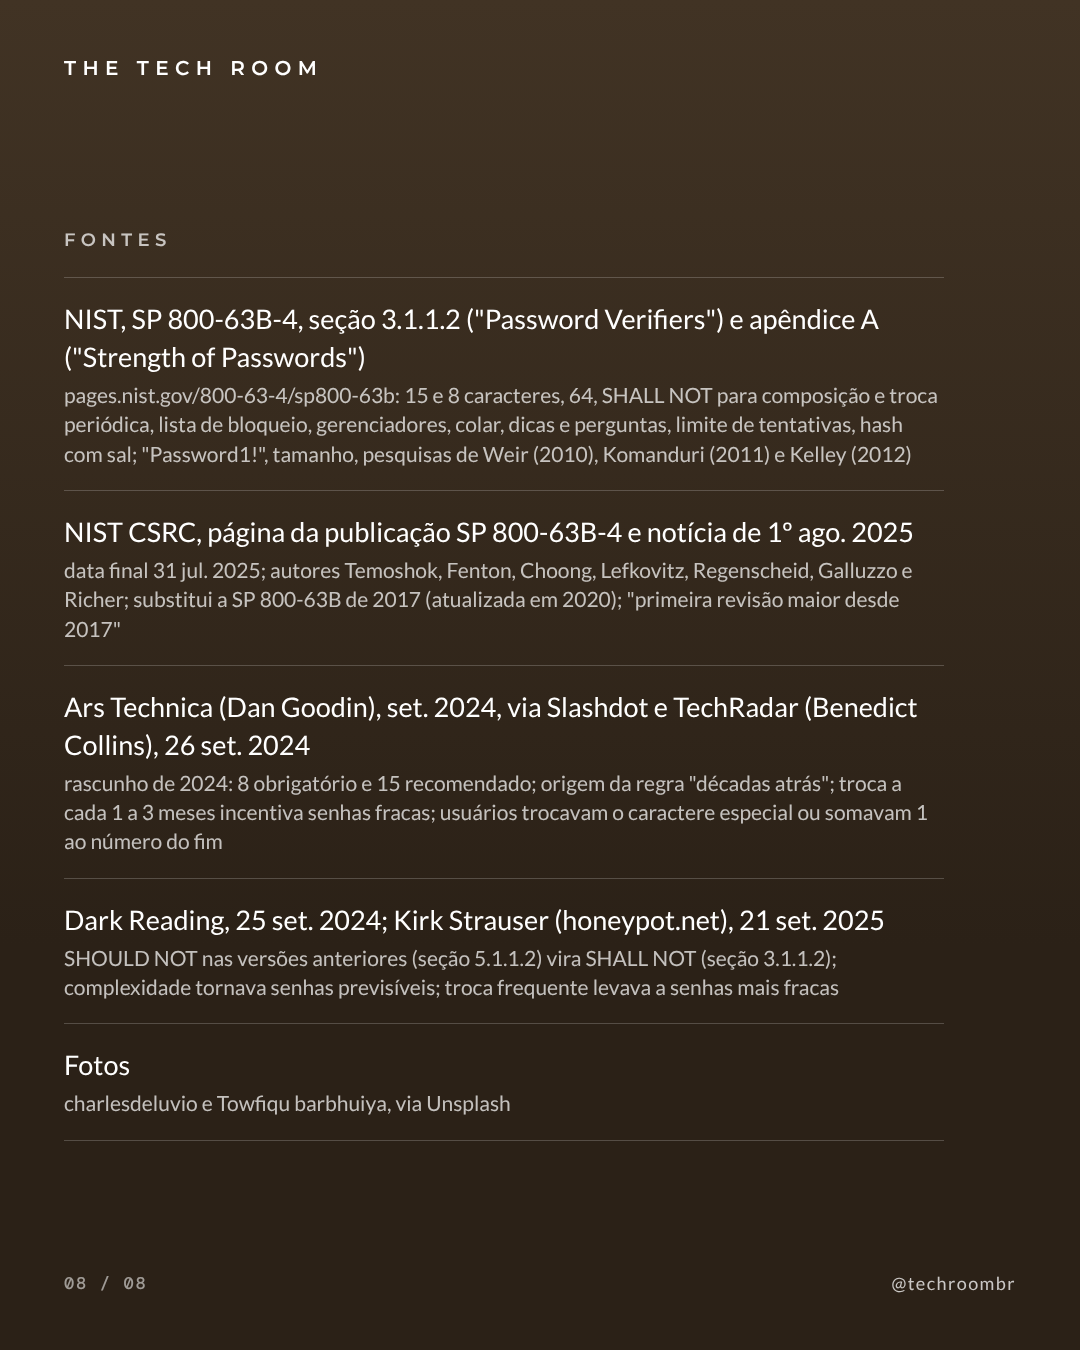 THE TECH ROOM
FONTES
NIST, SP 800-63B-4, seção 3.1.1.2 ("Password Verifiers") e apêndice A
("Strength of Passwords")
pages.nist.gov/800-63-4/sp800-63b: 15 e 8 caracteres, 64, SHALL NOT para composição e troca
periódica, lista de bloqueio, gerenciadores, colar, dicas e perguntas, limite de tentativas, hash
com sal; "Password1!", tamanho, pesquisas de Weir (2010), Komanduri (2011) e Kelley (2012)
NIST CSRC, página da publicação SP 800-63B-4 e notícia de 1º ago. 2025
data final 31 jul. 2025; autores Temoshok, Fenton, Choong, Lefkovitz, Regenscheid, Galluzzo e
Richer; substitui a SP 800-63B de 2017 (atualizada em 2020); "primeira revisão maior desde
2017"
Ars Technica (Dan Goodin), set. 2024, via Slashdot e TechRadar (Benedict
Collins), 26 set. 2024
rascunho de 2024: 8 obrigatório e 15 recomendado; origem da regra "décadas atrás"; troca a
cada 1 a 3 meses incentiva senhas fracas; usuários trocavam o caractere especial ou somavam 1
ao número do fim
Dark Reading, 25 set. 2024; Kirk Strauser (honeypot.net), 21 set. 2025
SHOULD NOT nas versões anteriores (seção 5.1.1.2) vira SHALL NOT (seção 3.1.1.2);
complexidade tornava senhas previsíveis; troca frequente levava a senhas mais fracas
Fotos
charlesdeluvio e Towfiqu barbhuiya, via Unsplash
08 / 08
@techroombr